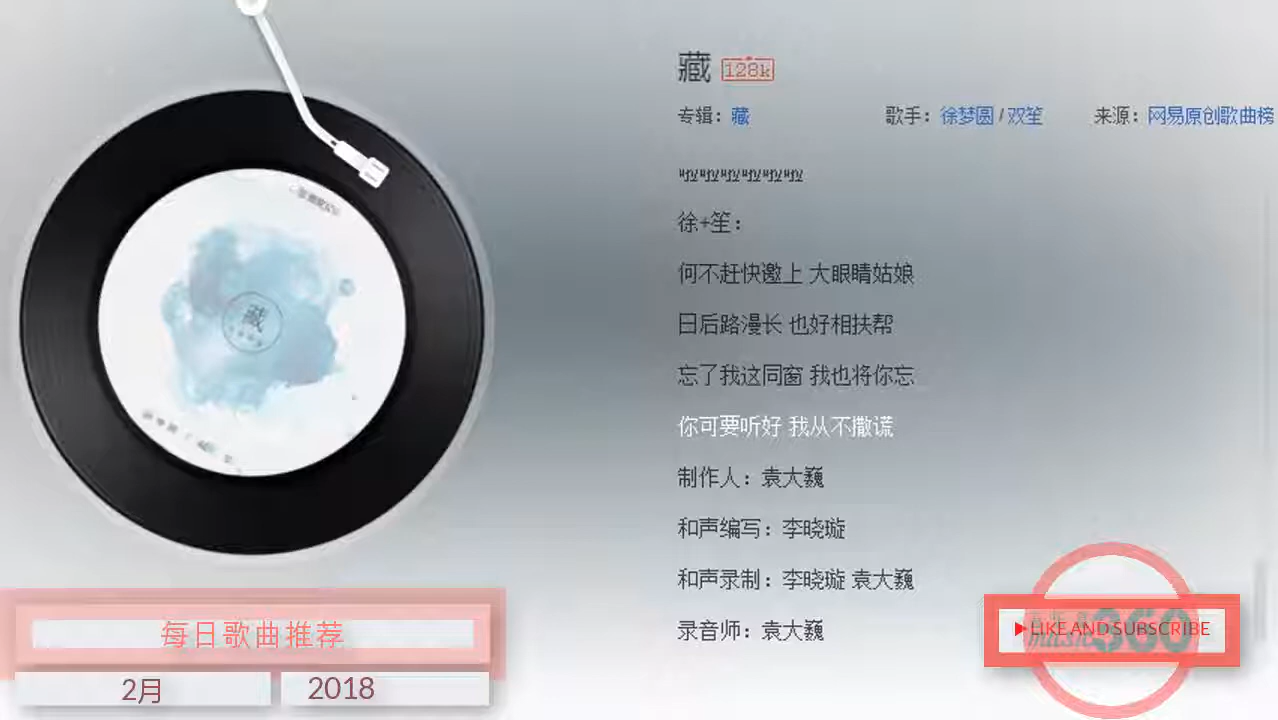 藏 128k
专辑：藏 歌手：徐梦圆 / 双笙 来源：网易原创歌曲榜
徐+笙：
何不赶快邀上 大眼睛姑娘
日后路漫长 也好相扶帮
忘了我这同窗 我也将你忘
你可要听好 我从不撒谎
制作人：袁大巍
和声编写：李晓璇
和声录制：李晓璇 袁大巍
录音师：袁大巍
藏
每日歌曲推荐
2月 2018
music360
LIKE AND SUBSCRIBE